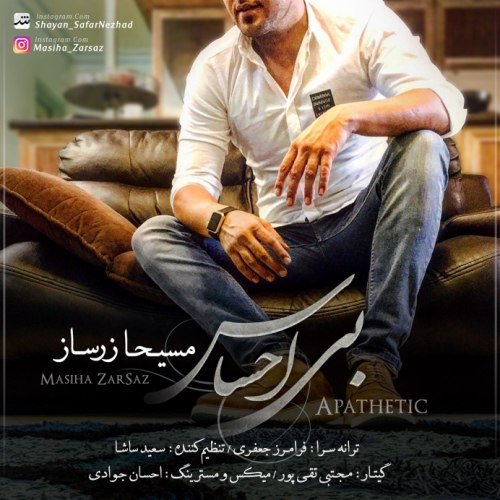 Instagram.Com
Shayan_SafarNezhad
Instagram.Com
Masiha_Zarsaz
بی احساس
مسیحا زرساز
Masiha ZarSaz
Apathetic
ترانه سرا : فرامرز جعفری / تنظیم کننده : سعید ساشا
گیتار : مجتبی تقی پور / میکس و مسترینگ : احسان جوادی